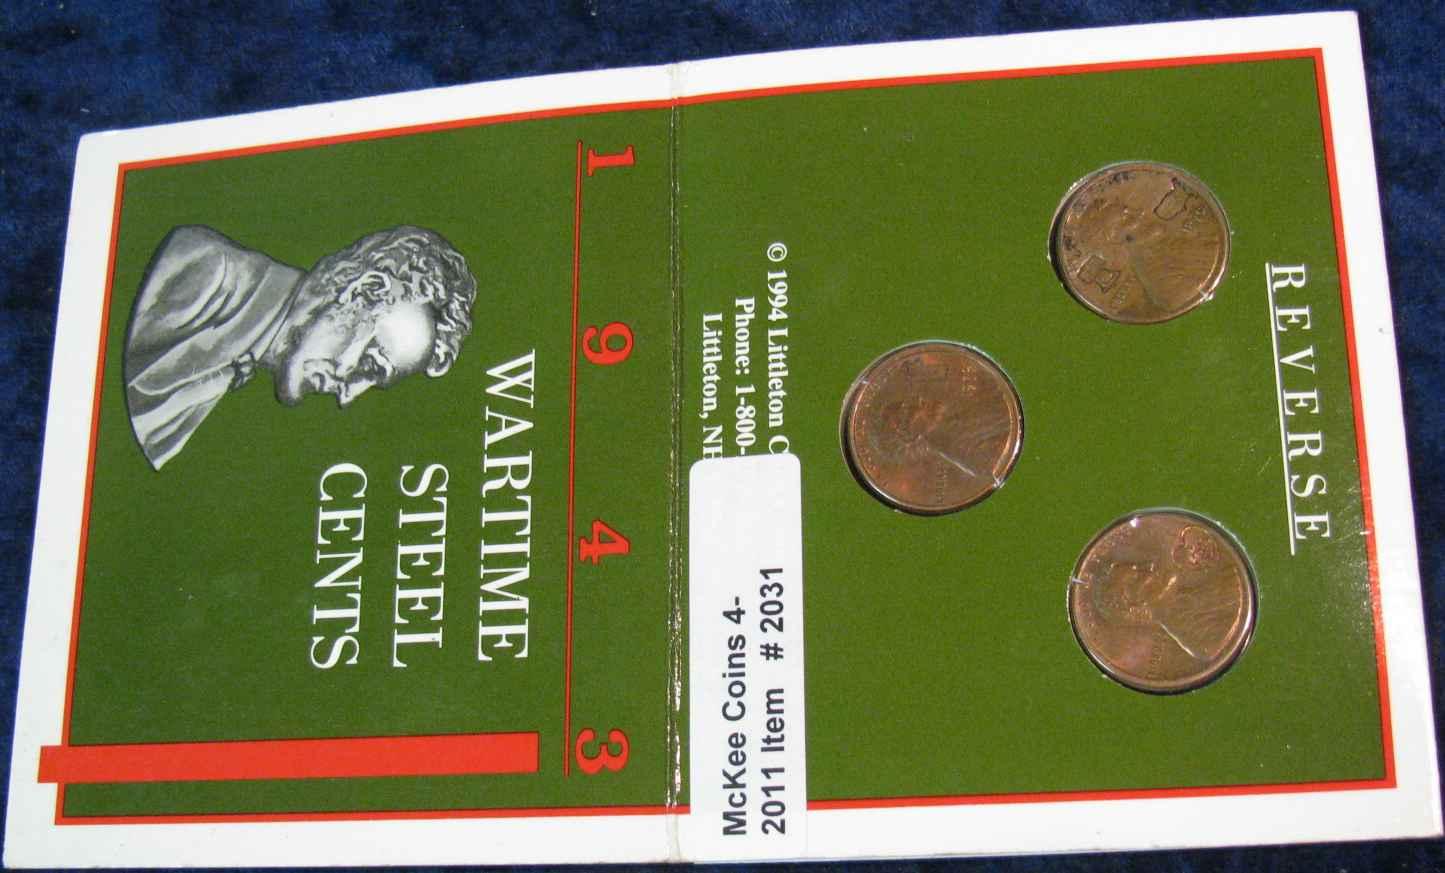 1 9 4 3
WARTIME
STEEL
CENTS
REVERSE
© 1994 Littleton
Phone: 1-800-
Littleton,
McKee Coins 4-
2011 Item # 2031